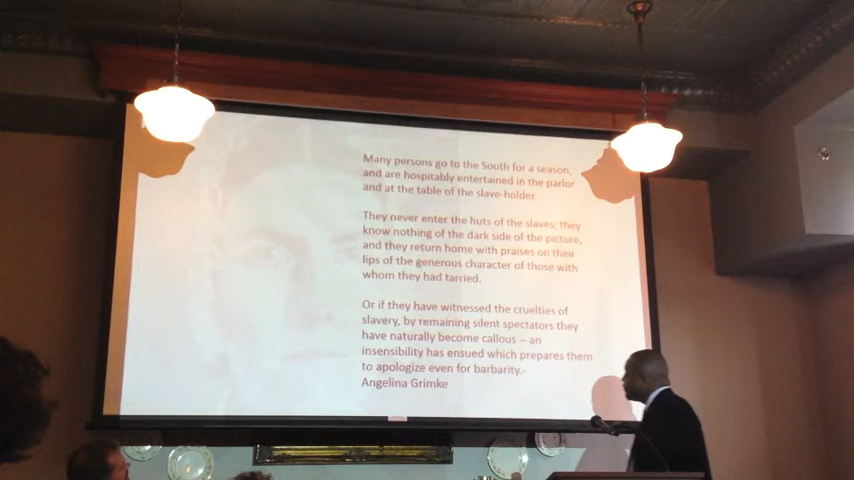 Many persons go to the South for a season,
and are hospitably entertained in the parlor
and at the table of the slave-holder.
They never enter the huts of the slaves; they
know nothing of the dark side of the picture,
and they return home with praises on their
lips of the generous character of those with
whom they had tarried.
Or if they have witnessed the cruelties of
slavery, by remaining silent spectators they
have naturally become callous -- an
insensibility has ensued which prepares them
to apologize even for barbarity.-
Angelina Grimke